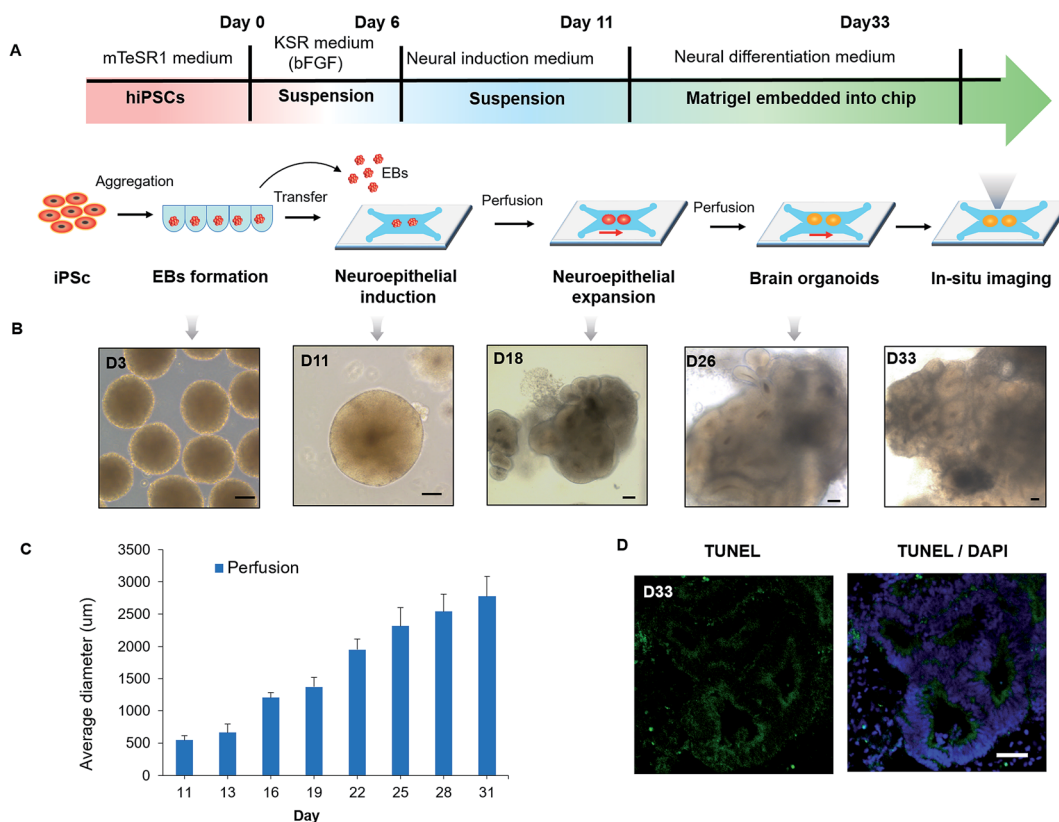 Day 0 Day 6 Day 11 Day33
A
mTeSR1 medium
KSR medium
(bFGF)
Neural induction medium
Neural differentiation medium
hiPSCs Suspension Suspension Matrigel embedded into chip
Aggregation
Transfer
EBs
Perfusion
Perfusion
iPSc
EBs formation
Neuroepithelial
induction
Neuroepithelial
expansion
Brain organoids
In-situ imaging
B
D3 D11 D18 D26 D33
C
Perfusion
Average diameter (um)
3500
3000
2500
2000
1500
1000
500
0
11 13 16 19 22 25 28 31
Day
D
TUNEL TUNEL / DAPI
D33